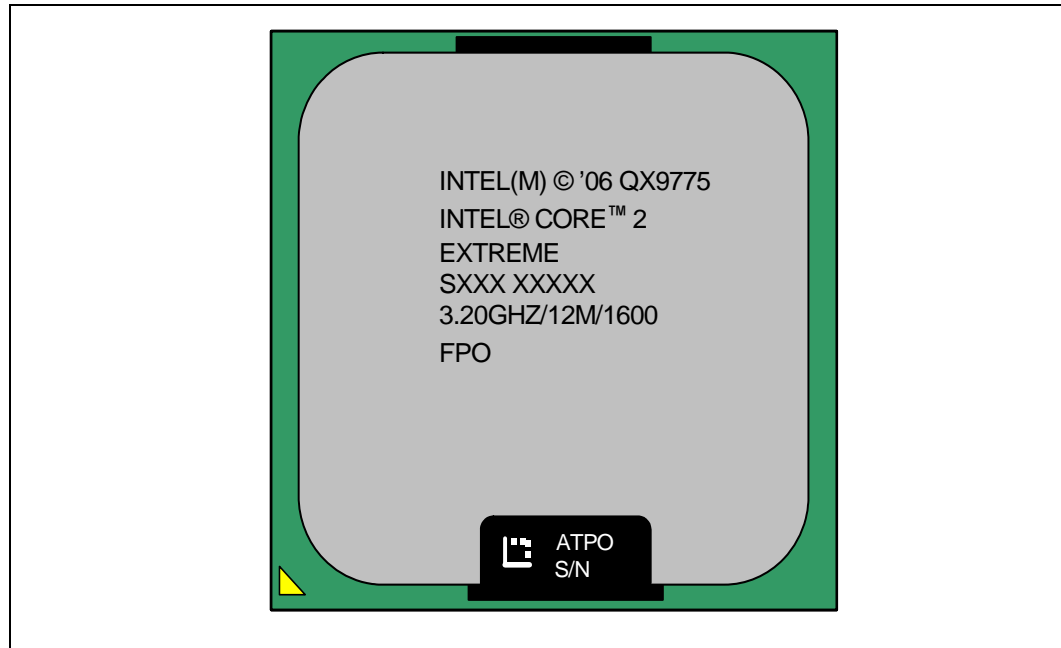 INTEL(M) © '06 QX9775
INTEL® CORE™ 2
EXTREME
SXXX XXXXX
3.20GHZ/12M/1600
FPO
ATPO
S/N